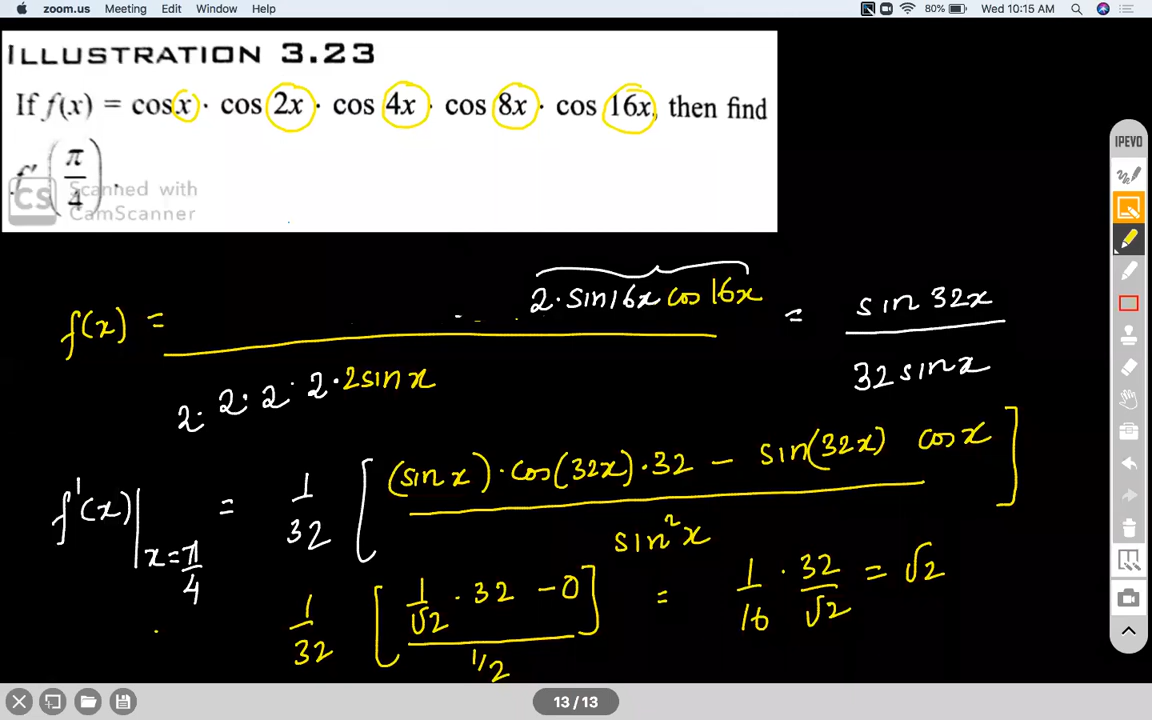 zoom.us Meeting Edit Window Help 80% Wed 10:15 AM
ILLUSTRATION 3.23
If f(x) = cos x · cos 2x · cos 4x · cos 8x · cos 16x, then find
f′(π/4).
CS Scanned with
CamScanner
IPEVO
f(x) = 2·sin16x cos 16x / 2· 2· 2· 2·2sin x = sin 32x / 32 sin x
f'(x)|x=π/4 = 1/32 [(sin x)·cos(32x)·32 − sin(32x) cos x / sin²x]
1/32 [1/√2 · 32 − 0 / 1/2] = 1/16 · 32/√2 = √2
13 / 13